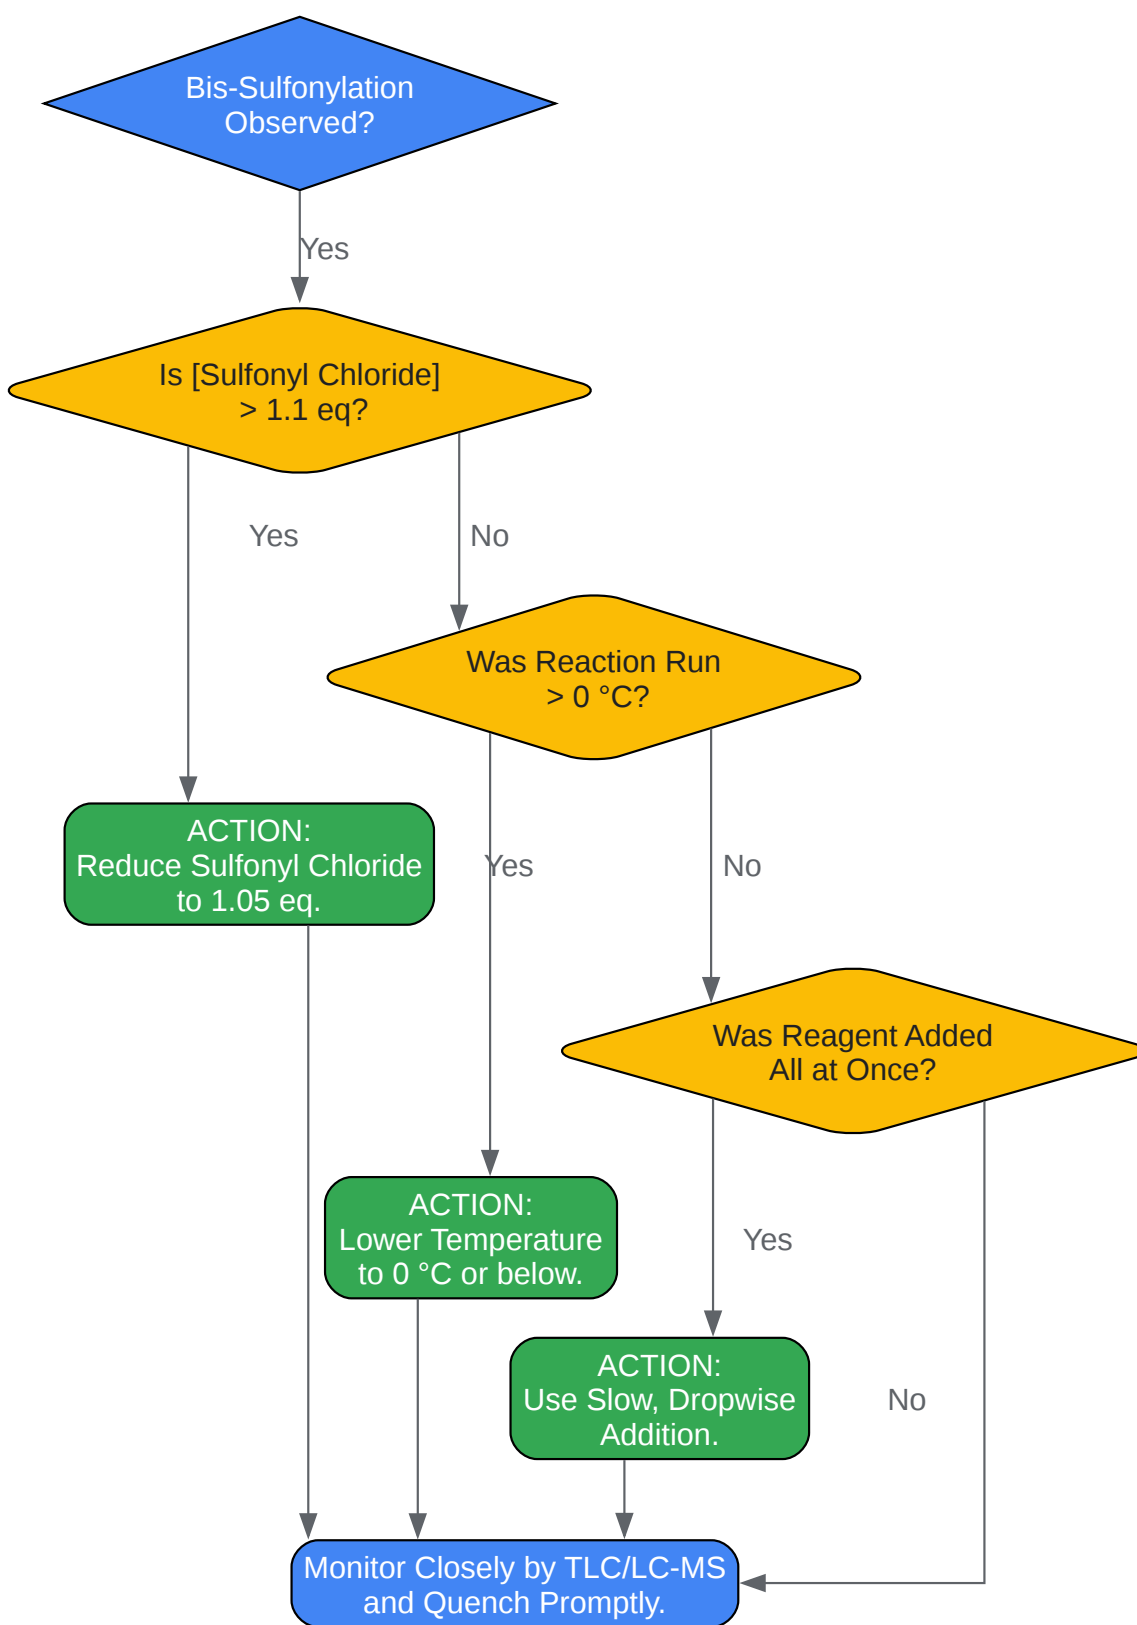 Bis-Sulfonylation
Observed?
Yes
Is [Sulfonyl Chloride]
> 1.1 eq?
Yes
No
Was Reaction Run
> 0 °C?
ACTION:
Reduce Sulfonyl Chloride
to 1.05 eq.
Yes
No
Was Reagent Added
All at Once?
ACTION:
Lower Temperature
to 0 °C or below.
Yes
ACTION:
Use Slow, Dropwise
Addition.
No
Monitor Closely by TLC/LC-MS
and Quench Promptly.